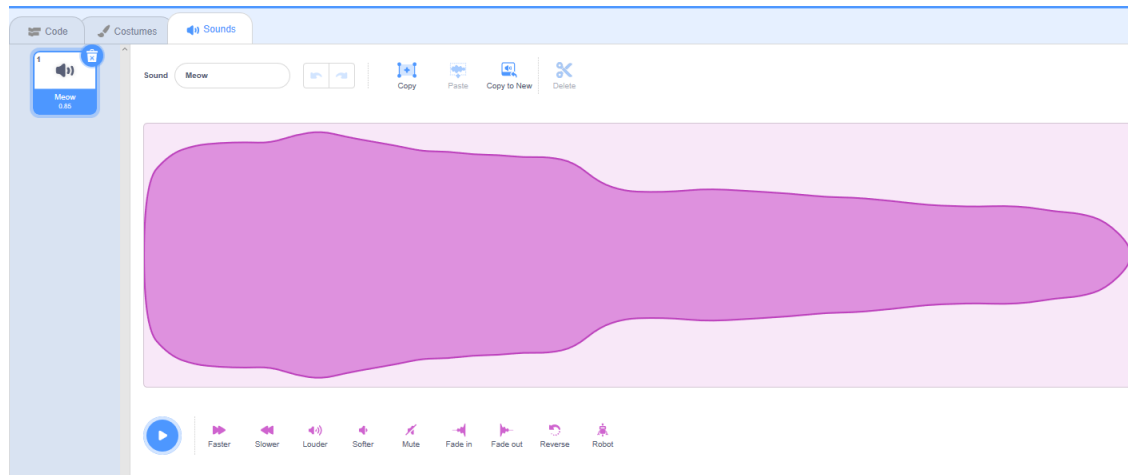 Code Costumes Sounds
1
Meow
0.85
Sound Meow
Copy Paste Copy to New Delete
Faster Slower Louder Softer Mute Fade in Fade out Reverse Robot